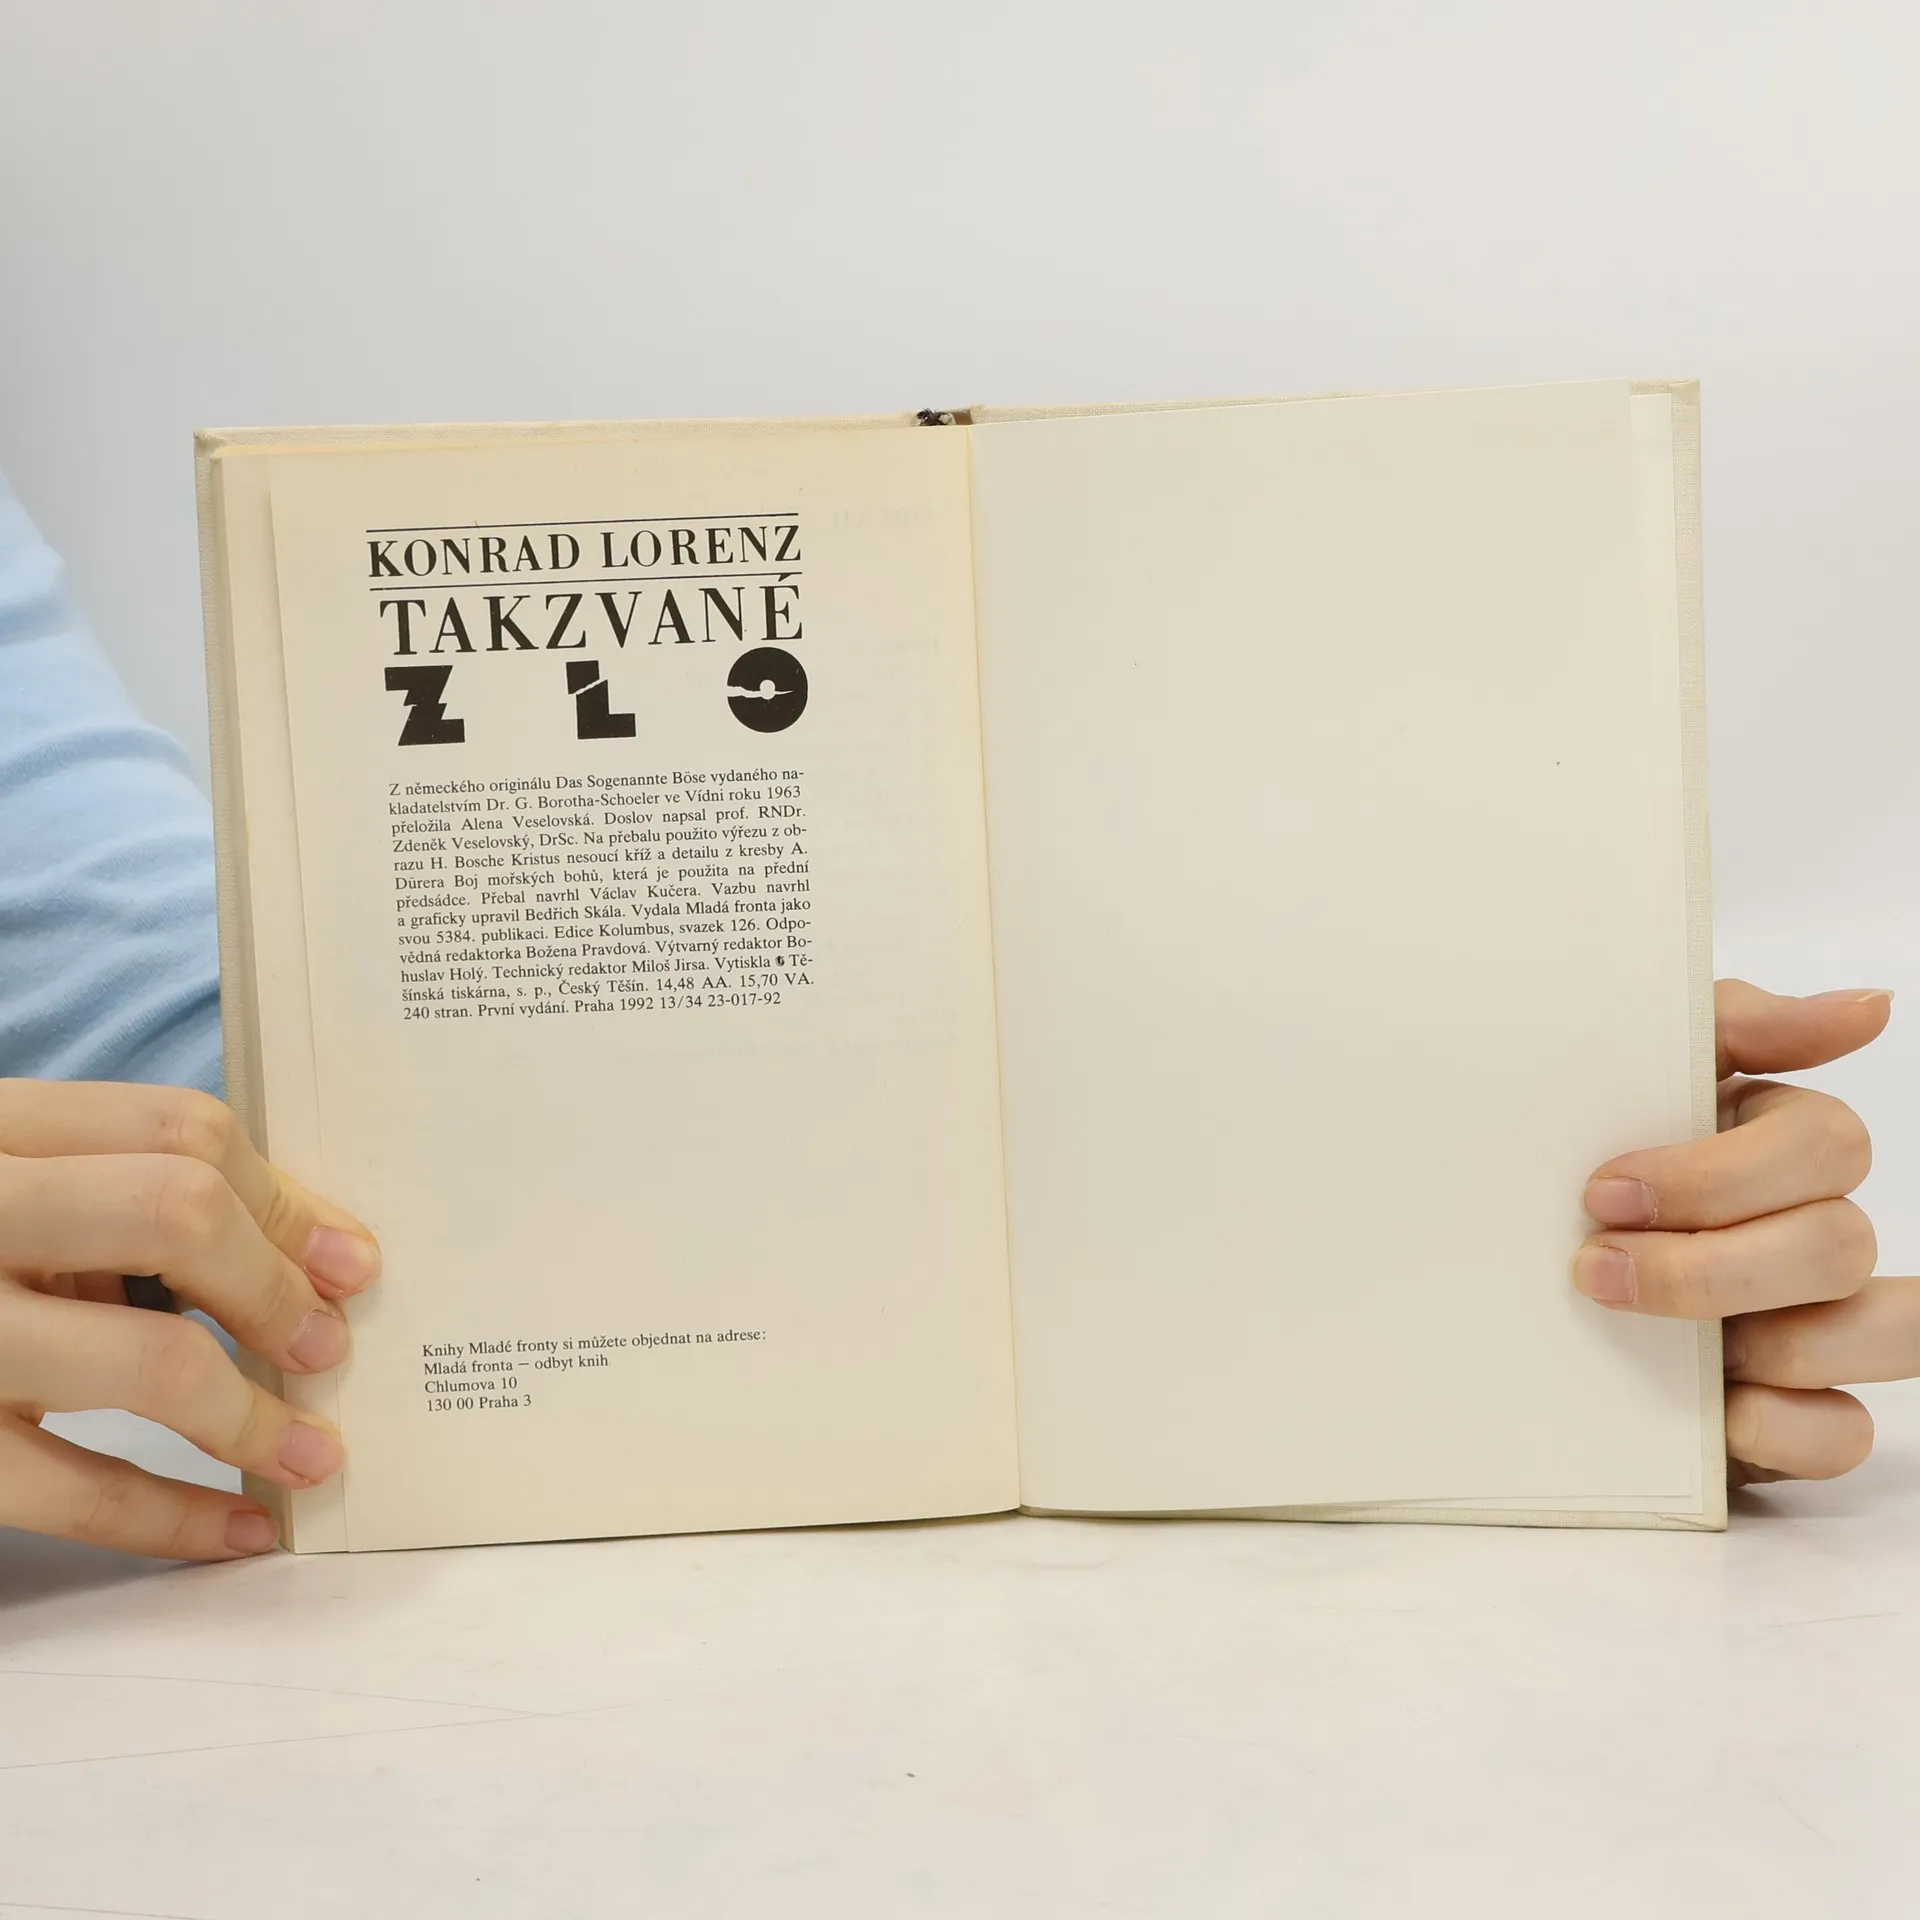 KONRAD LORENZ
TAKZVANÉ
ZLO
Z německého originálu Das Sogenannte Böse vydaného na-
kladatelstvím Dr. G. Borotha-Schoeler ve Vídni roku 1963
přeložila Alena Veselovská. Doslov napsal prof. RNDr.
Zdeněk Veselovský, DrSc. Na přebalu použito výřezu z ob-
razu H. Bosche Kristus nesoucí kříž a detailu z kresby A.
Dürera Boj mořských bohů, která je použita na přední
předsádce. Přebal navrhl Václav Kučera. Vazbu navrhl
a graficky upravil Bedřich Skála. Vydala Mladá fronta jako
svou 5384. publikaci. Edice Kolumbus, svazek 126. Odpo-
vědná redaktorka Božena Pravdová. Výtvarný redaktor Bo-
huslav Holý. Technický redaktor Miloš Jirsa. Vytiskla Tě-
šínská tiskárna, s. p., Český Těšín. 14,48 AA. 15,70 VA.
240 stran. První vydání. Praha 1992 13/34 23-017-92
Knihy Mladé fronty si můžete objednat na adrese:
Mladá fronta — odbyt knih
Chlumova 10
130 00 Praha 3